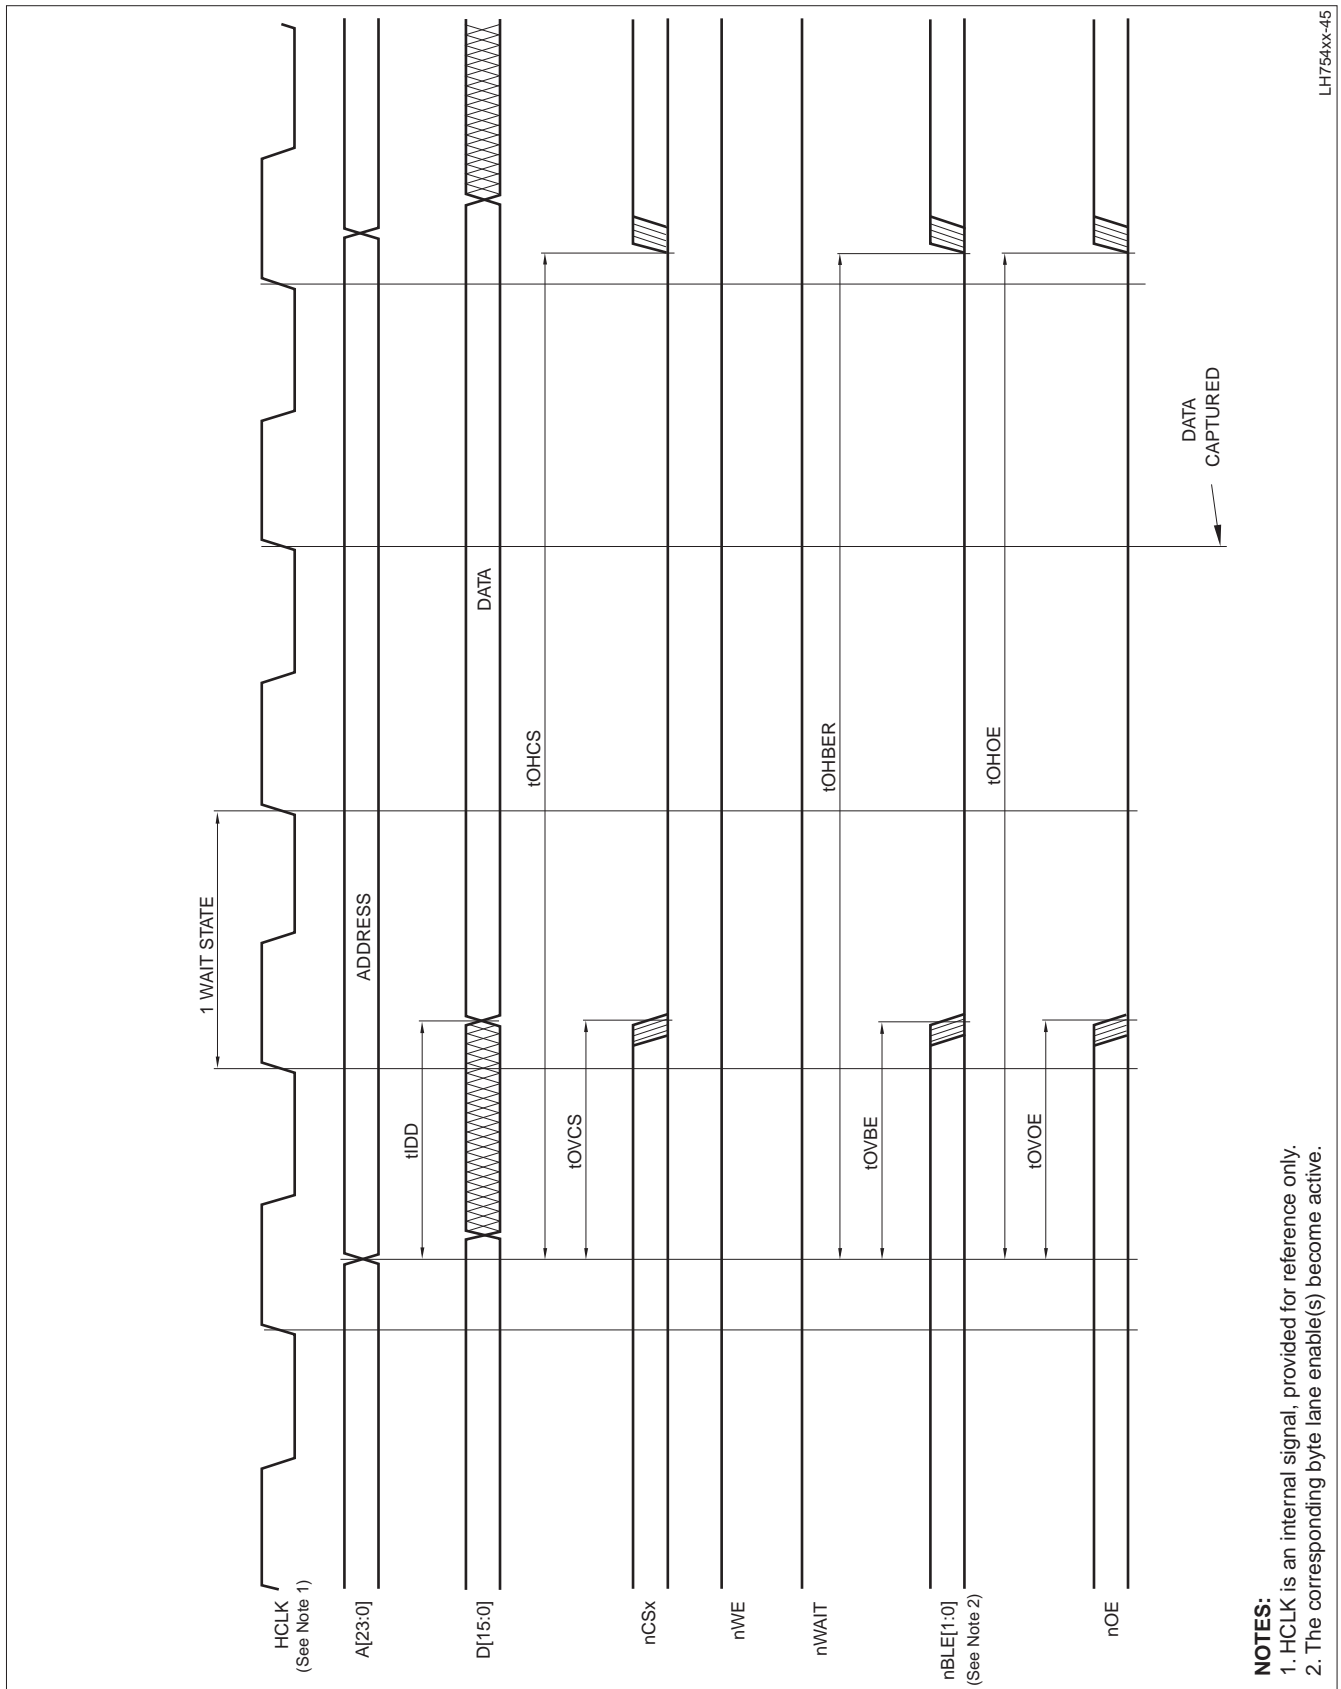 1 WAIT STATE
HCLK
(See Note 1)
A[23:0]
ADDRESS
tIDD
D[15:0]
DATA
tOHCS
tOVCS
nCSx
nWE
nWAIT
tOHBER
tOVBE
nBLE[1:0]
(See Note 2)
tOHOE
tOVOE
nOE
DATA
CAPTURED
NOTES:
1. HCLK is an internal signal, provided for reference only.
2. The corresponding byte lane enable(s) become active.
LH754xx-45